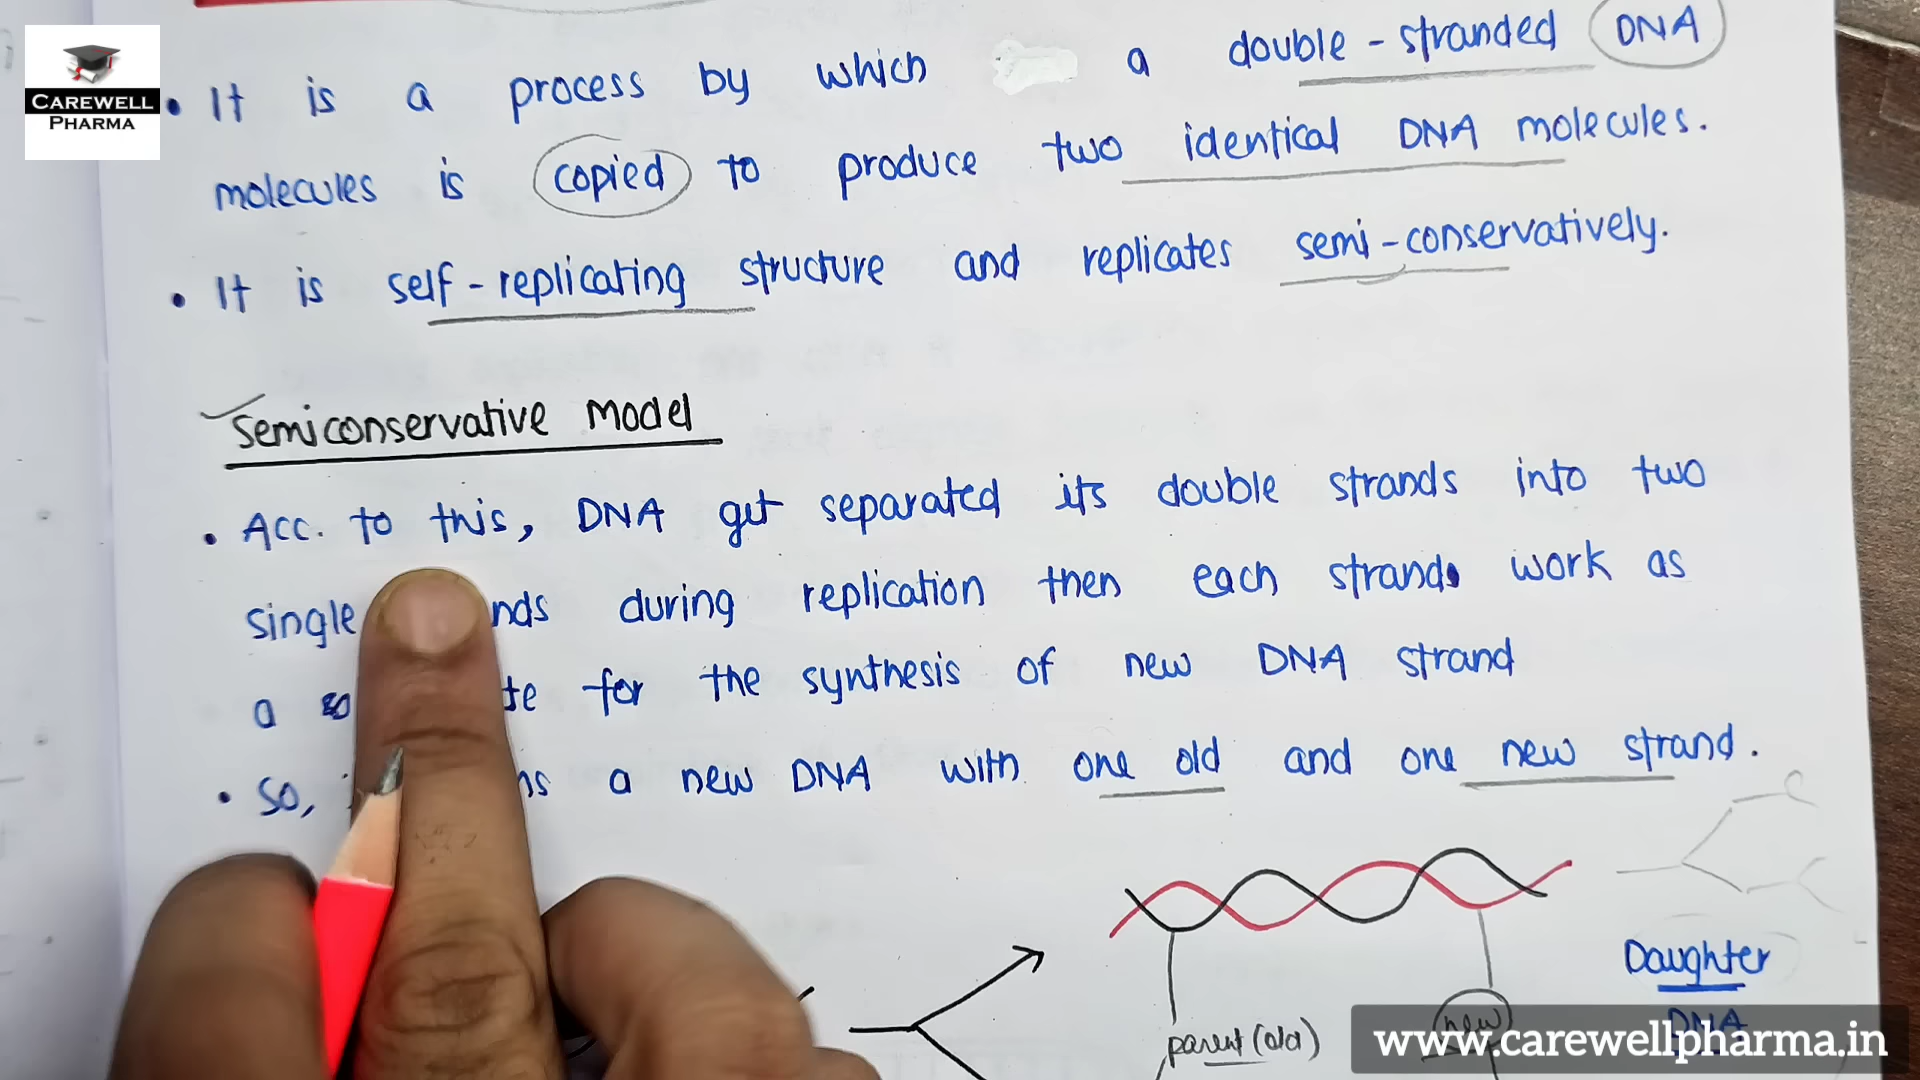 CAREWELL
PHARMA
• It is a process by which a double-stranded DNA
molecules is copied to produce two identical DNA molecules.
• It is self-replicating structure and replicates semi-conservatively.
Semiconservative Model
• Acc. to this, DNA get separated its double strands into two
single nds during replication then each strand work as
a te for the synthesis of new DNA strand
• So, ns a new DNA with one old and one new strand.
Daughter
DNA
parent (old)
new
www.carewellpharma.in